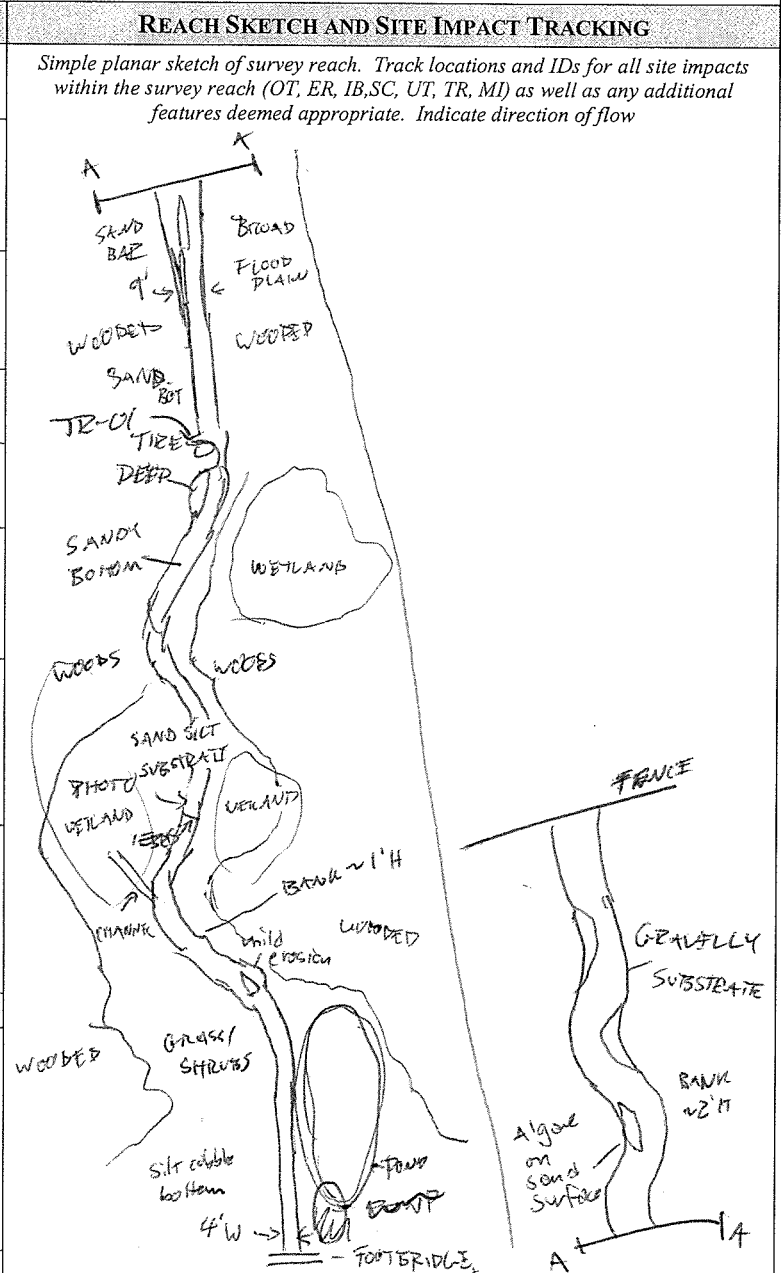 REACH SKETCH AND SITE IMPACT TRACKING
Simple planar sketch of survey reach. Track locations and IDs for all site impacts
within the survey reach (OT, ER, IB,SC, UT, TR, MI) as well as any additional
features deemed appropriate. Indicate direction of flow
A
A'
SAND
BAR
BROAD
FLOOD
PLAIN
9'
WOODED
WOODED
SAND
BOT
TR-01
TIRE
DEEP
SANDY
BOTTOM
WETLAND
WOODS
WOODS
SAND SILT
SUBSTRATE
PHOTO
WETLAND
WETLAND
BANK ~1'H
CHANNEL
mild
erosion
WOODED
WOODED
GRASS/
SHRUBS
Silt cobble
bottom
POND
4'W
FOOTBRIDGE
FENCE
GRAVELLY
SUBSTRATE
BANK
~2'H
Algae
on
sand
surface
A
A